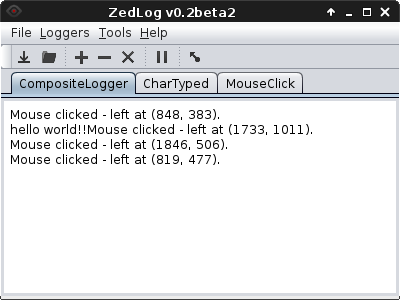 ZedLog v0.2beta2
File Loggers Tools Help
CompositeLogger CharTyped MouseClick
Mouse clicked - left at (848, 383).
hello world!!Mouse clicked - left at (1733, 1011).
Mouse clicked - left at (1846, 506).
Mouse clicked - left at (819, 477).